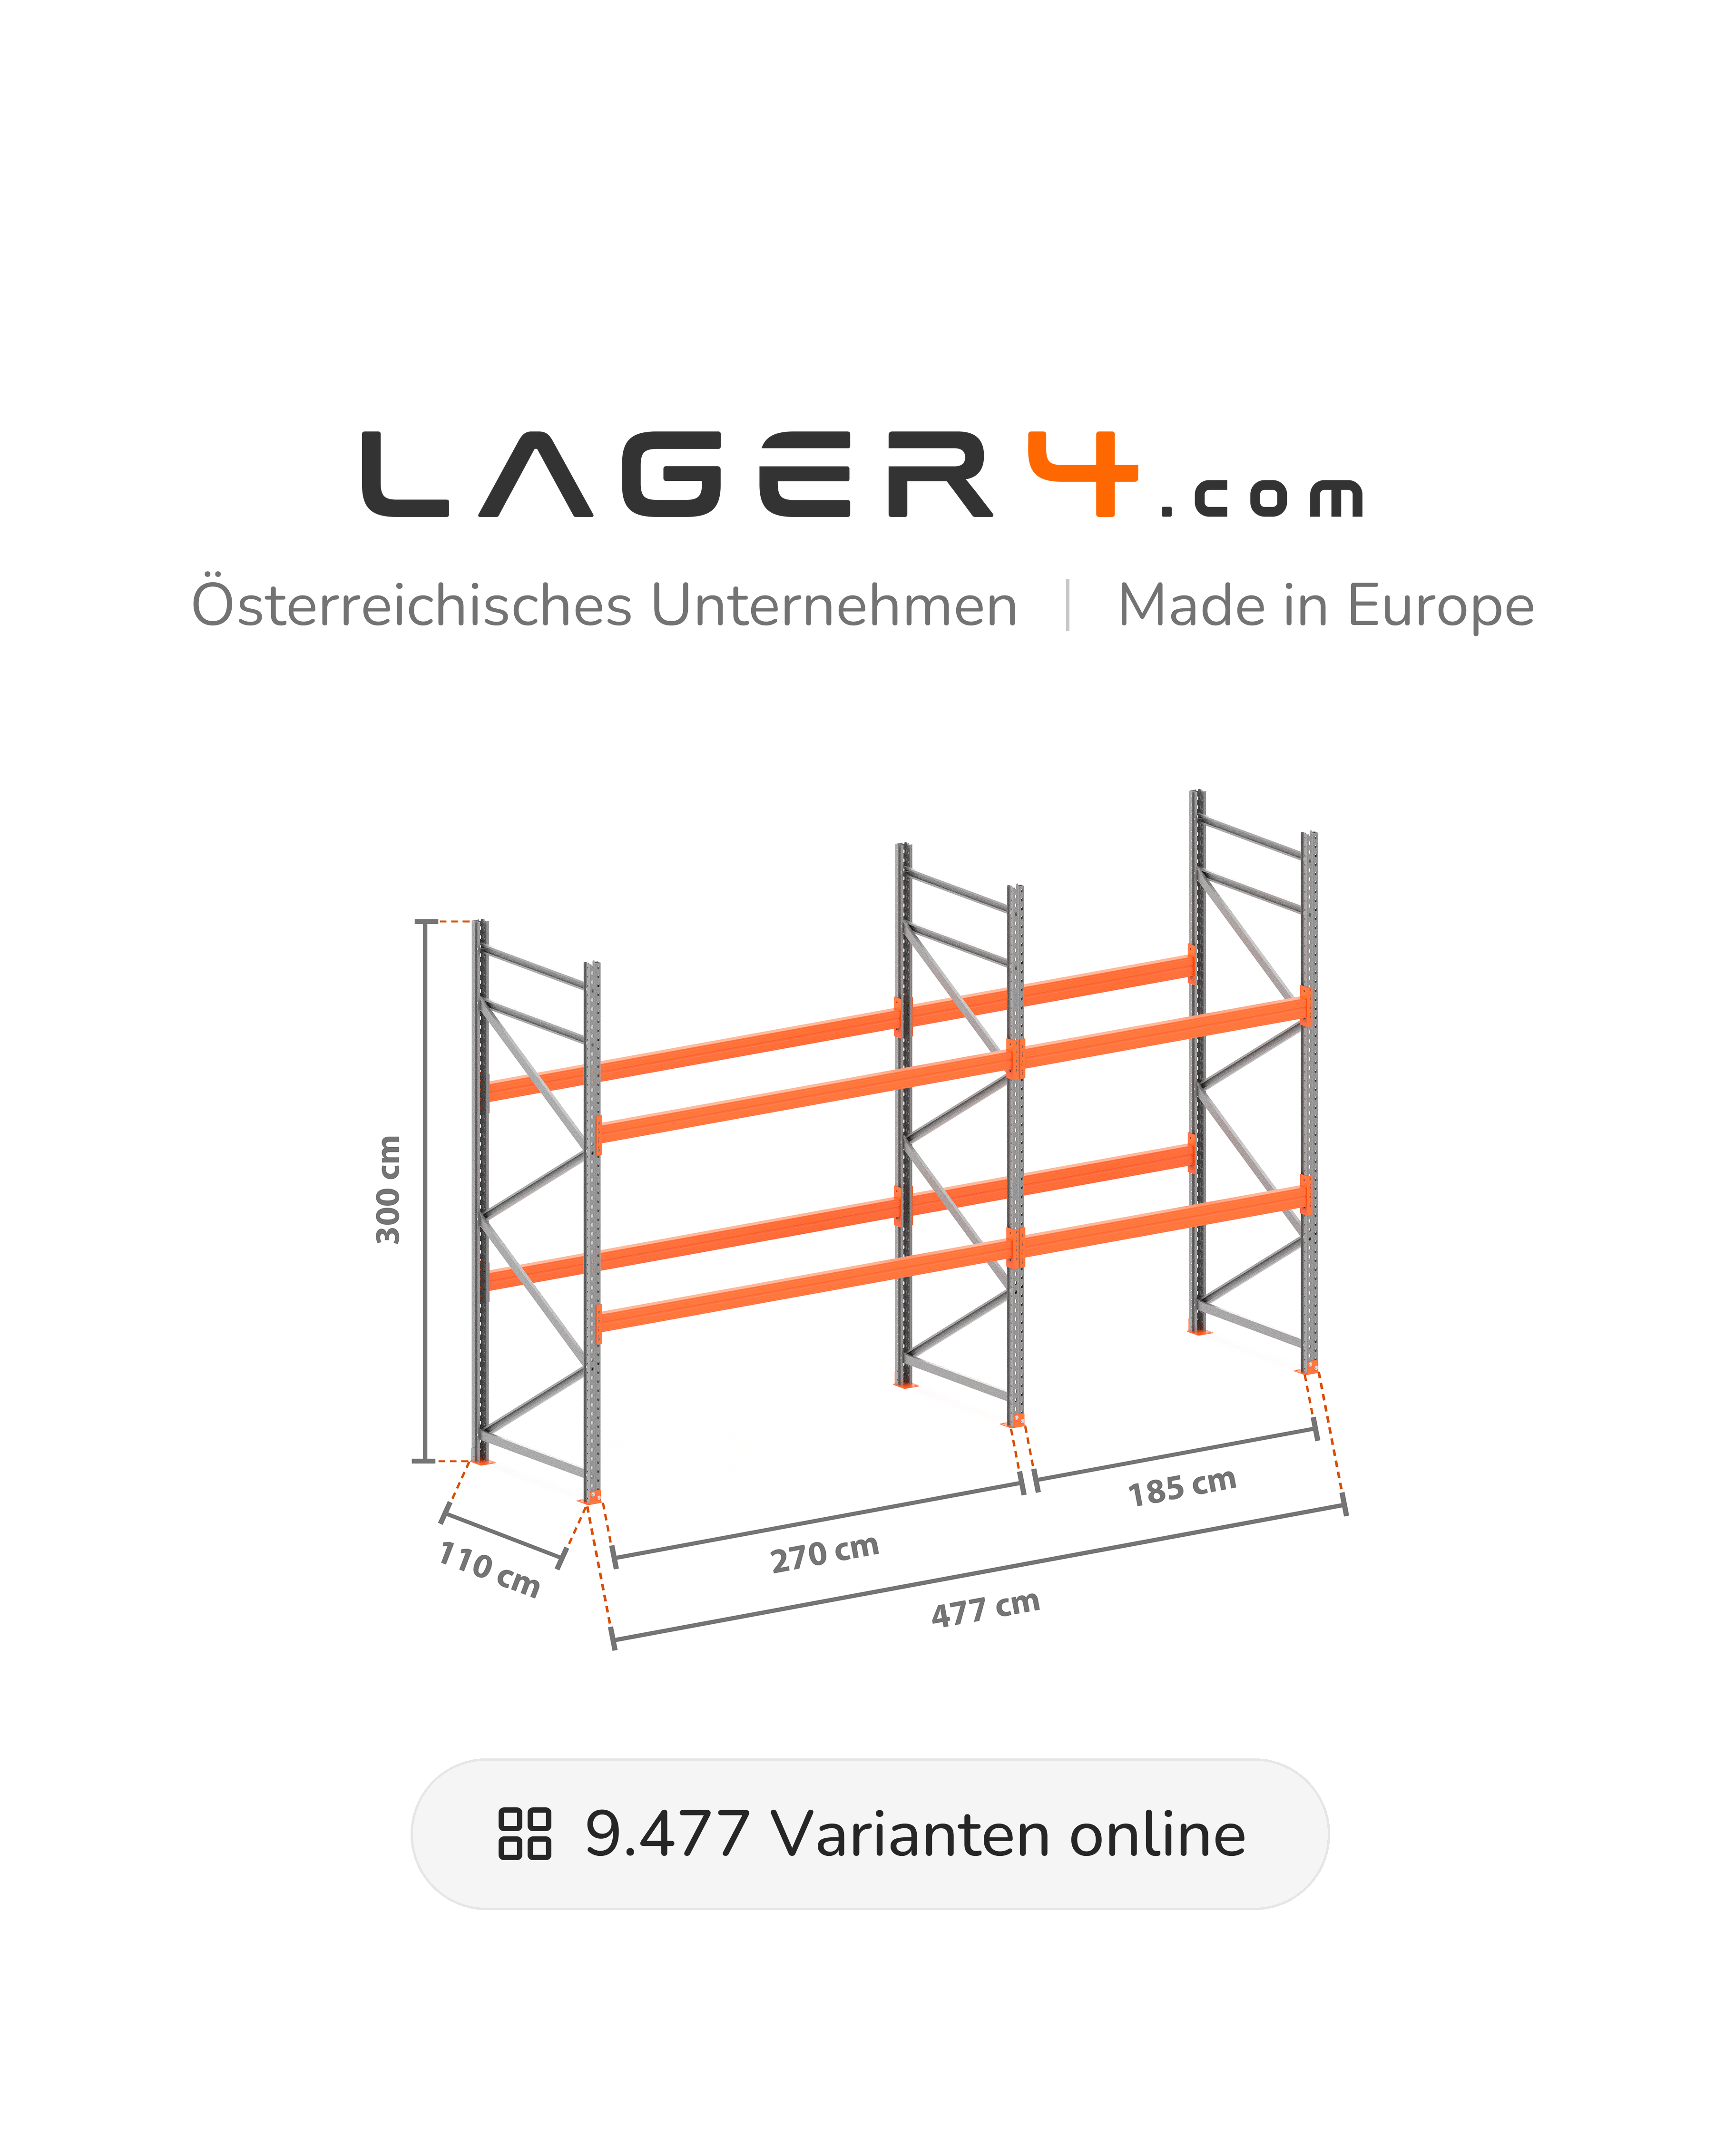 LAGER4.com
Österreichisches Unternehmen | Made in Europe
300 cm
110 cm
270 cm
185 cm
477 cm
9.477 Varianten online